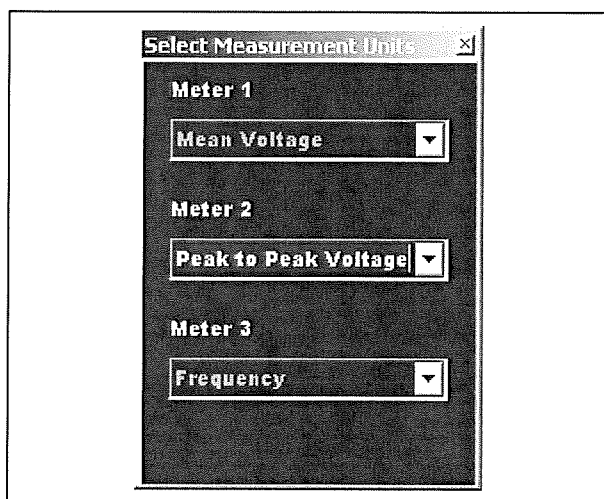 Select Measurement Units
Meter 1
Mean Voltage
Meter 2
Peak to Peak Voltage
Meter 3
Frequency